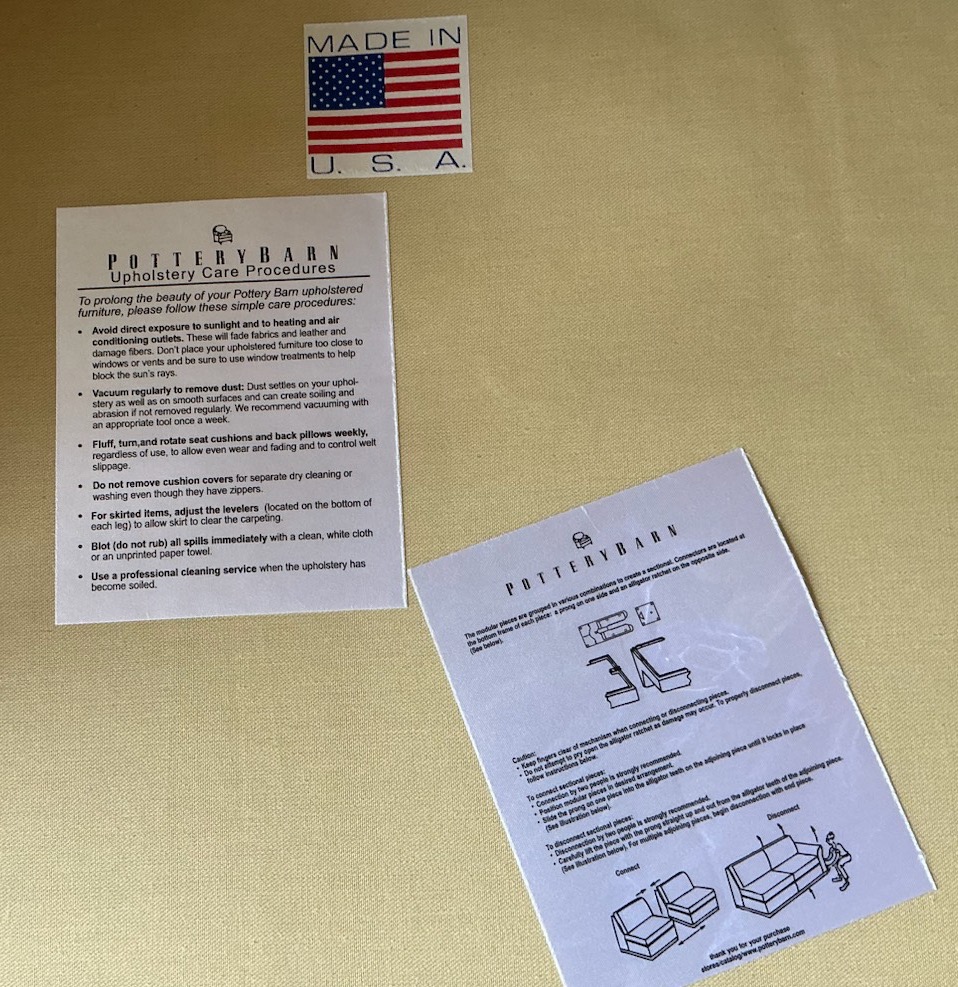 MADE IN
U. S. A.
POTTERYBARN
Upholstery Care Procedures
To prolong the beauty of your Pottery Barn upholstered
furniture, please follow these simple care procedures:
• Avoid direct exposure to sunlight and to heating and air
conditioning outlets. These will fade fabrics and leather and
damage fibers. Don't place your upholstered furniture too close to
windows or vents and be sure to use window treatments to help
block the sun's rays.
• Vacuum regularly to remove dust: Dust settles on your uphol-
stery as well as on smooth surfaces and can create soiling and
abrasion if not removed regularly. We recommend vacuuming with
an appropriate tool once a week.
• Fluff, turn,and rotate seat cushions and back pillows weekly,
regardless of use, to allow even wear and fading and to control welt
slippage.
• Do not remove cushion covers for separate dry cleaning or
washing even though they have zippers.
• For skirted items, adjust the levelers (located on the bottom of
each leg) to allow skirt to clear the carpeting.
• Blot (do not rub) all spills immediately with a clean, white cloth
or an unprinted paper towel.
• Use a professional cleaning service when the upholstery has
become soiled.
POTTERYBARN
The modular pieces are grouped in various combinations to create a sectional. Connectors are located at
the bottom frame of each piece: a prong on one side and an alligator ratchet on the opposite side.
(See below).
Caution:
• Keep fingers clear of mechanism when connecting or disconnecting pieces.
• Do not attempt to pry open the alligator ratchet as damage may occur. To properly disconnect pieces,
follow instructions below.
To connect sectional pieces:
• Connection by two people is strongly recommended.
• Position modular pieces in desired arrangement.
• Slide the prong on one piece into the alligator teeth on the adjoining piece until it locks in place
(See illustration below).
To disconnect sectional pieces:
• Disconnection by two people is strongly recommended.
• Carefully lift the piece with the prong straight up and out from the alligator teeth of the adjoining piece.
(See illustration below). For multiple adjoining pieces, begin disconnection with end piece.
Connect
Disconnect
thank you for your purchase
stores/catalog/www.potterybarn.com